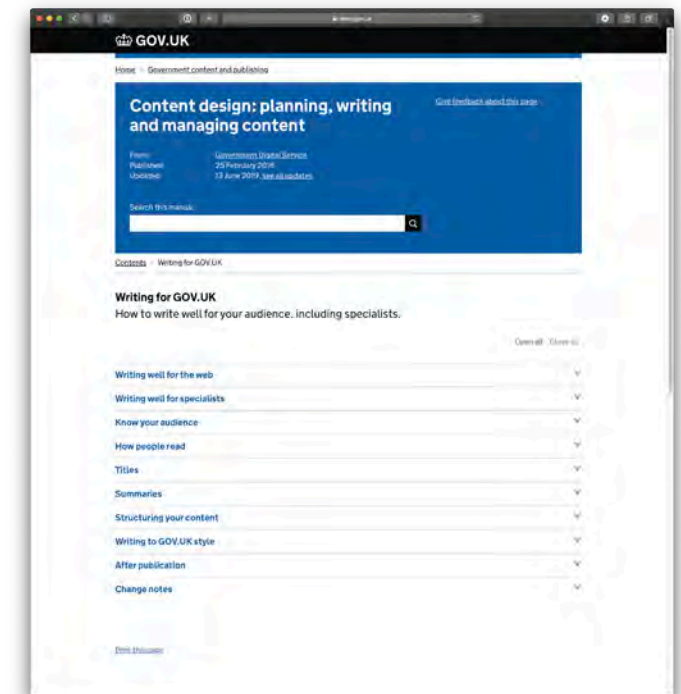 GOV.UK
Home > Government content and publishing
Content design: planning, writing
and managing content
Give feedback about this page
From: Government Digital Service
Published: 25 February 2016
Updated: 13 June 2019, see all updates
Search this manual
Contents > Writing for GOV.UK
Writing for GOV.UK
How to write well for your audience, including specialists.
Open all Close all
Writing well for the web
Writing well for specialists
Know your audience
How people read
Titles
Summaries
Structuring your content
Writing to GOV.UK style
After publication
Change notes
Print this page